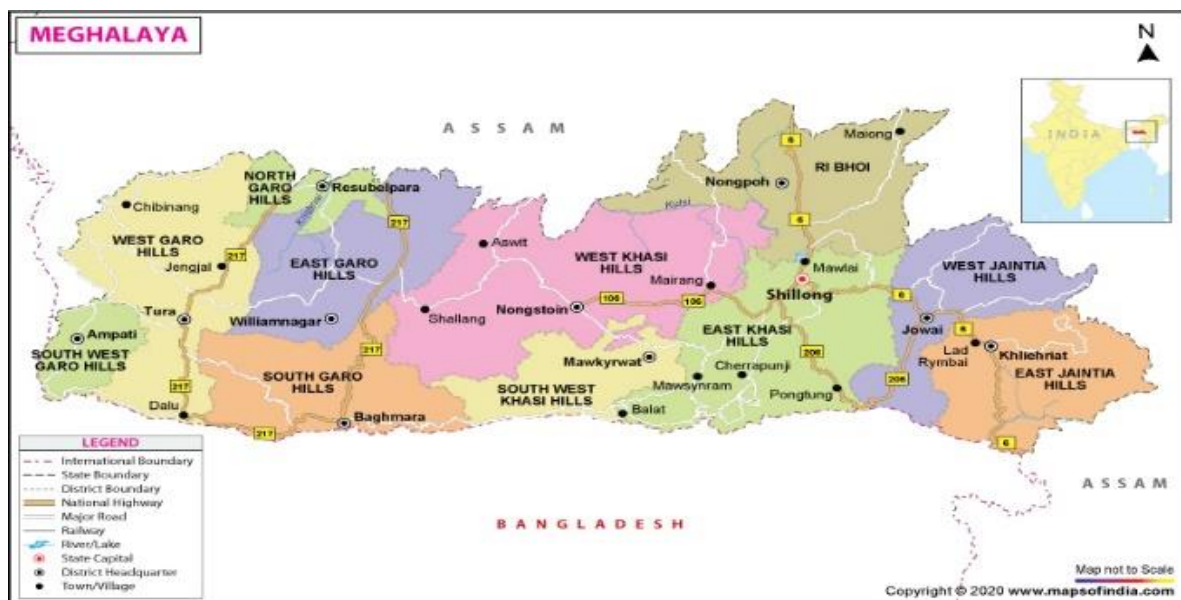 MEGHALAYA
N
ASSAM
INDIA
Maiong
6
RI BHOI
Nongpoh
6
NORTH
GARO
HILLS
Resubelpara
Chibinang
217
Kulsi
WEST GARO
HILLS
217
Jengjal
EAST GARO
HILLS
Aswit
WEST KHASI
HILLS
Mairang
Mawlai
Shillong
WEST JAINTIA
HILLS
Tura
Williamnagar
Shallang
Nongstoin
106
106
6
Jowai
6
Ampati
SOUTH WEST
GARO HILLS
217
EAST KHASI
HILLS
206
Lad
Rymbai
Khliehriat
EAST JAINTIA
HILLS
SOUTH GARO
HILLS
Mawkyrwat
SOUTH WEST
KHASI HILLS
Mawsynram
Cherrapunji
Pongtung
206
217
Dalu
217
Baghmara
Balat
6
LEGEND
International Boundary
State Boundary
District Boundary
National Highway
Major Road
Railway
River/Lake
State Capital
District Headquarter
Town/Village
ASSAM
BANGLADESH
Map not to Scale
Copyright © 2020 www.mapsofindia.com